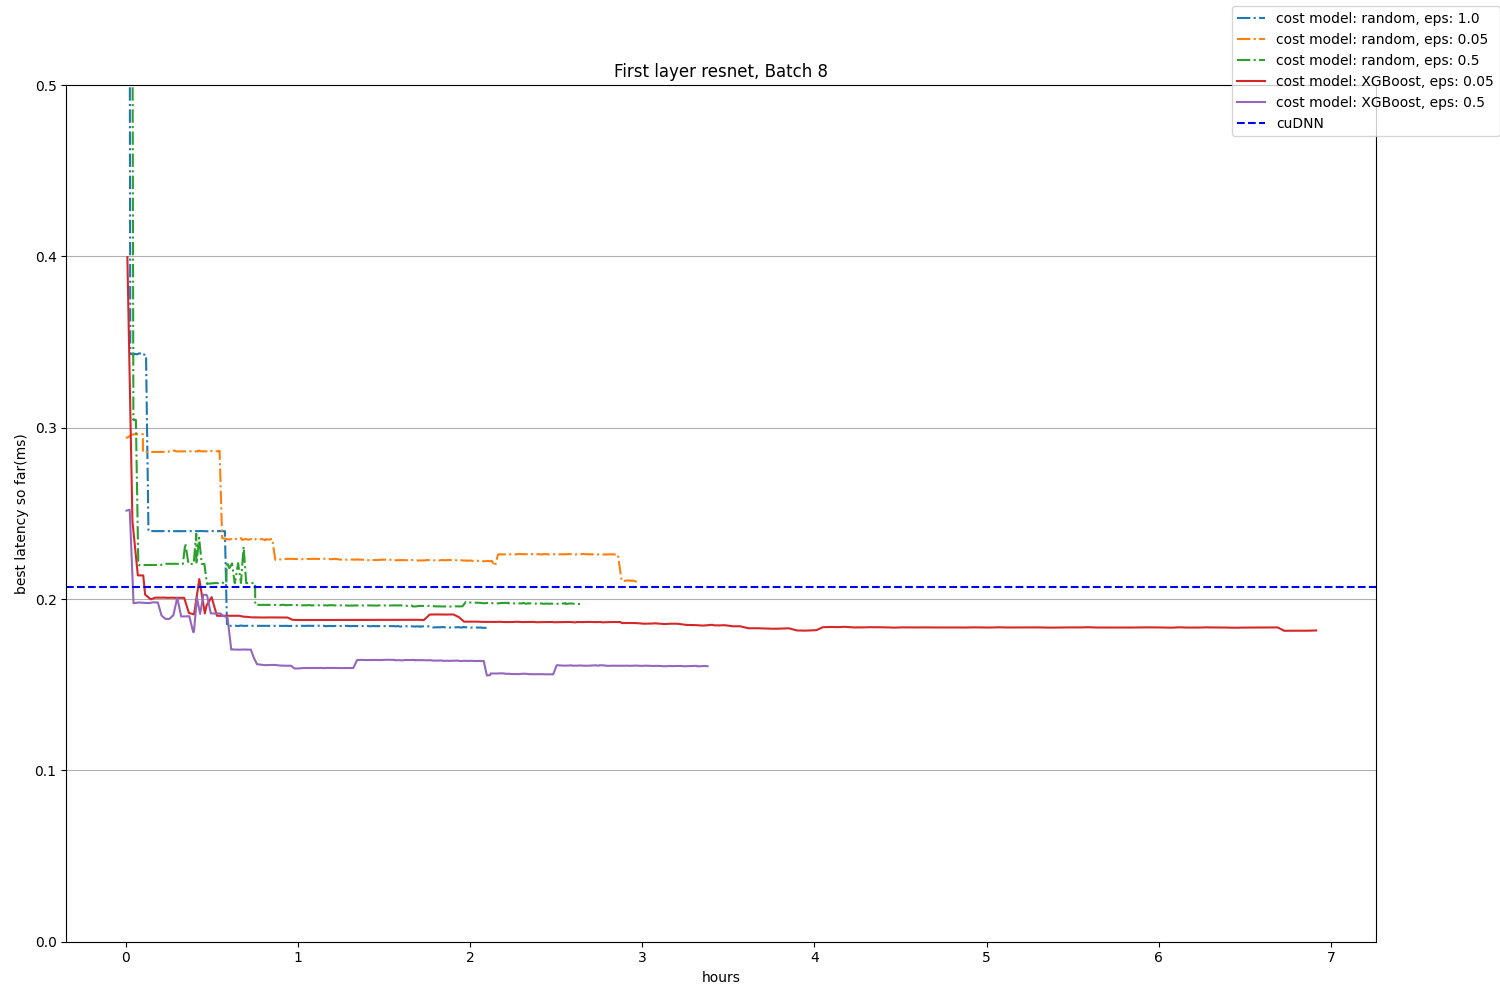 cost model: random, eps: 1.0
cost model: random, eps: 0.05
cost model: random, eps: 0.5
cost model: XGBoost, eps: 0.05
cost model: XGBoost, eps: 0.5
cuDNN
First layer resnet, Batch 8
0.5
0.4
0.3
0.2
0.1
0.0
best latency so far(ms)
0 1 2 3 4 5 6 7
hours